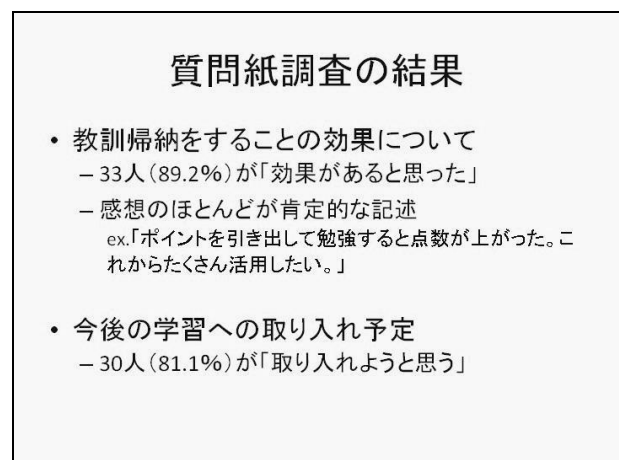 質問紙調査の結果
• 教訓帰納をすることの効果について
– 33人(89.2%)が「効果があると思った」
– 感想のほとんどが肯定的な記述
ex.「ポイントを引き出して勉強すると点数が上がった。こ
れからたくさん活用したい。」
• 今後の学習への取り入れ予定
– 30人(81.1%)が「取り入れようと思う」